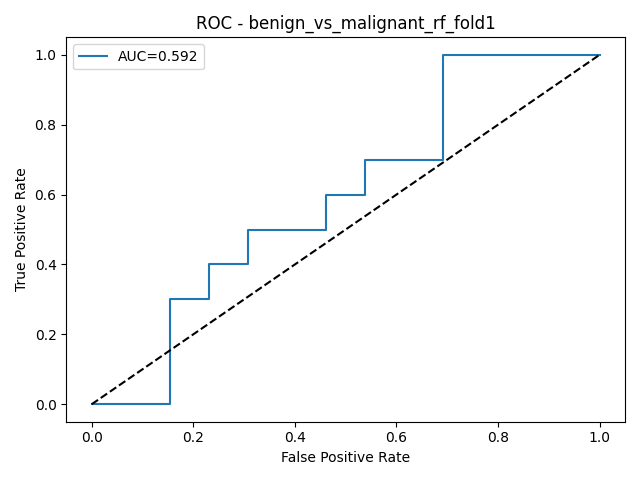 ROC - benign_vs_malignant_rf_fold1
AUC=0.592
1.0
0.8
0.6
0.4
0.2
0.0
True Positive Rate
0.0 0.2 0.4 0.6 0.8 1.0
False Positive Rate